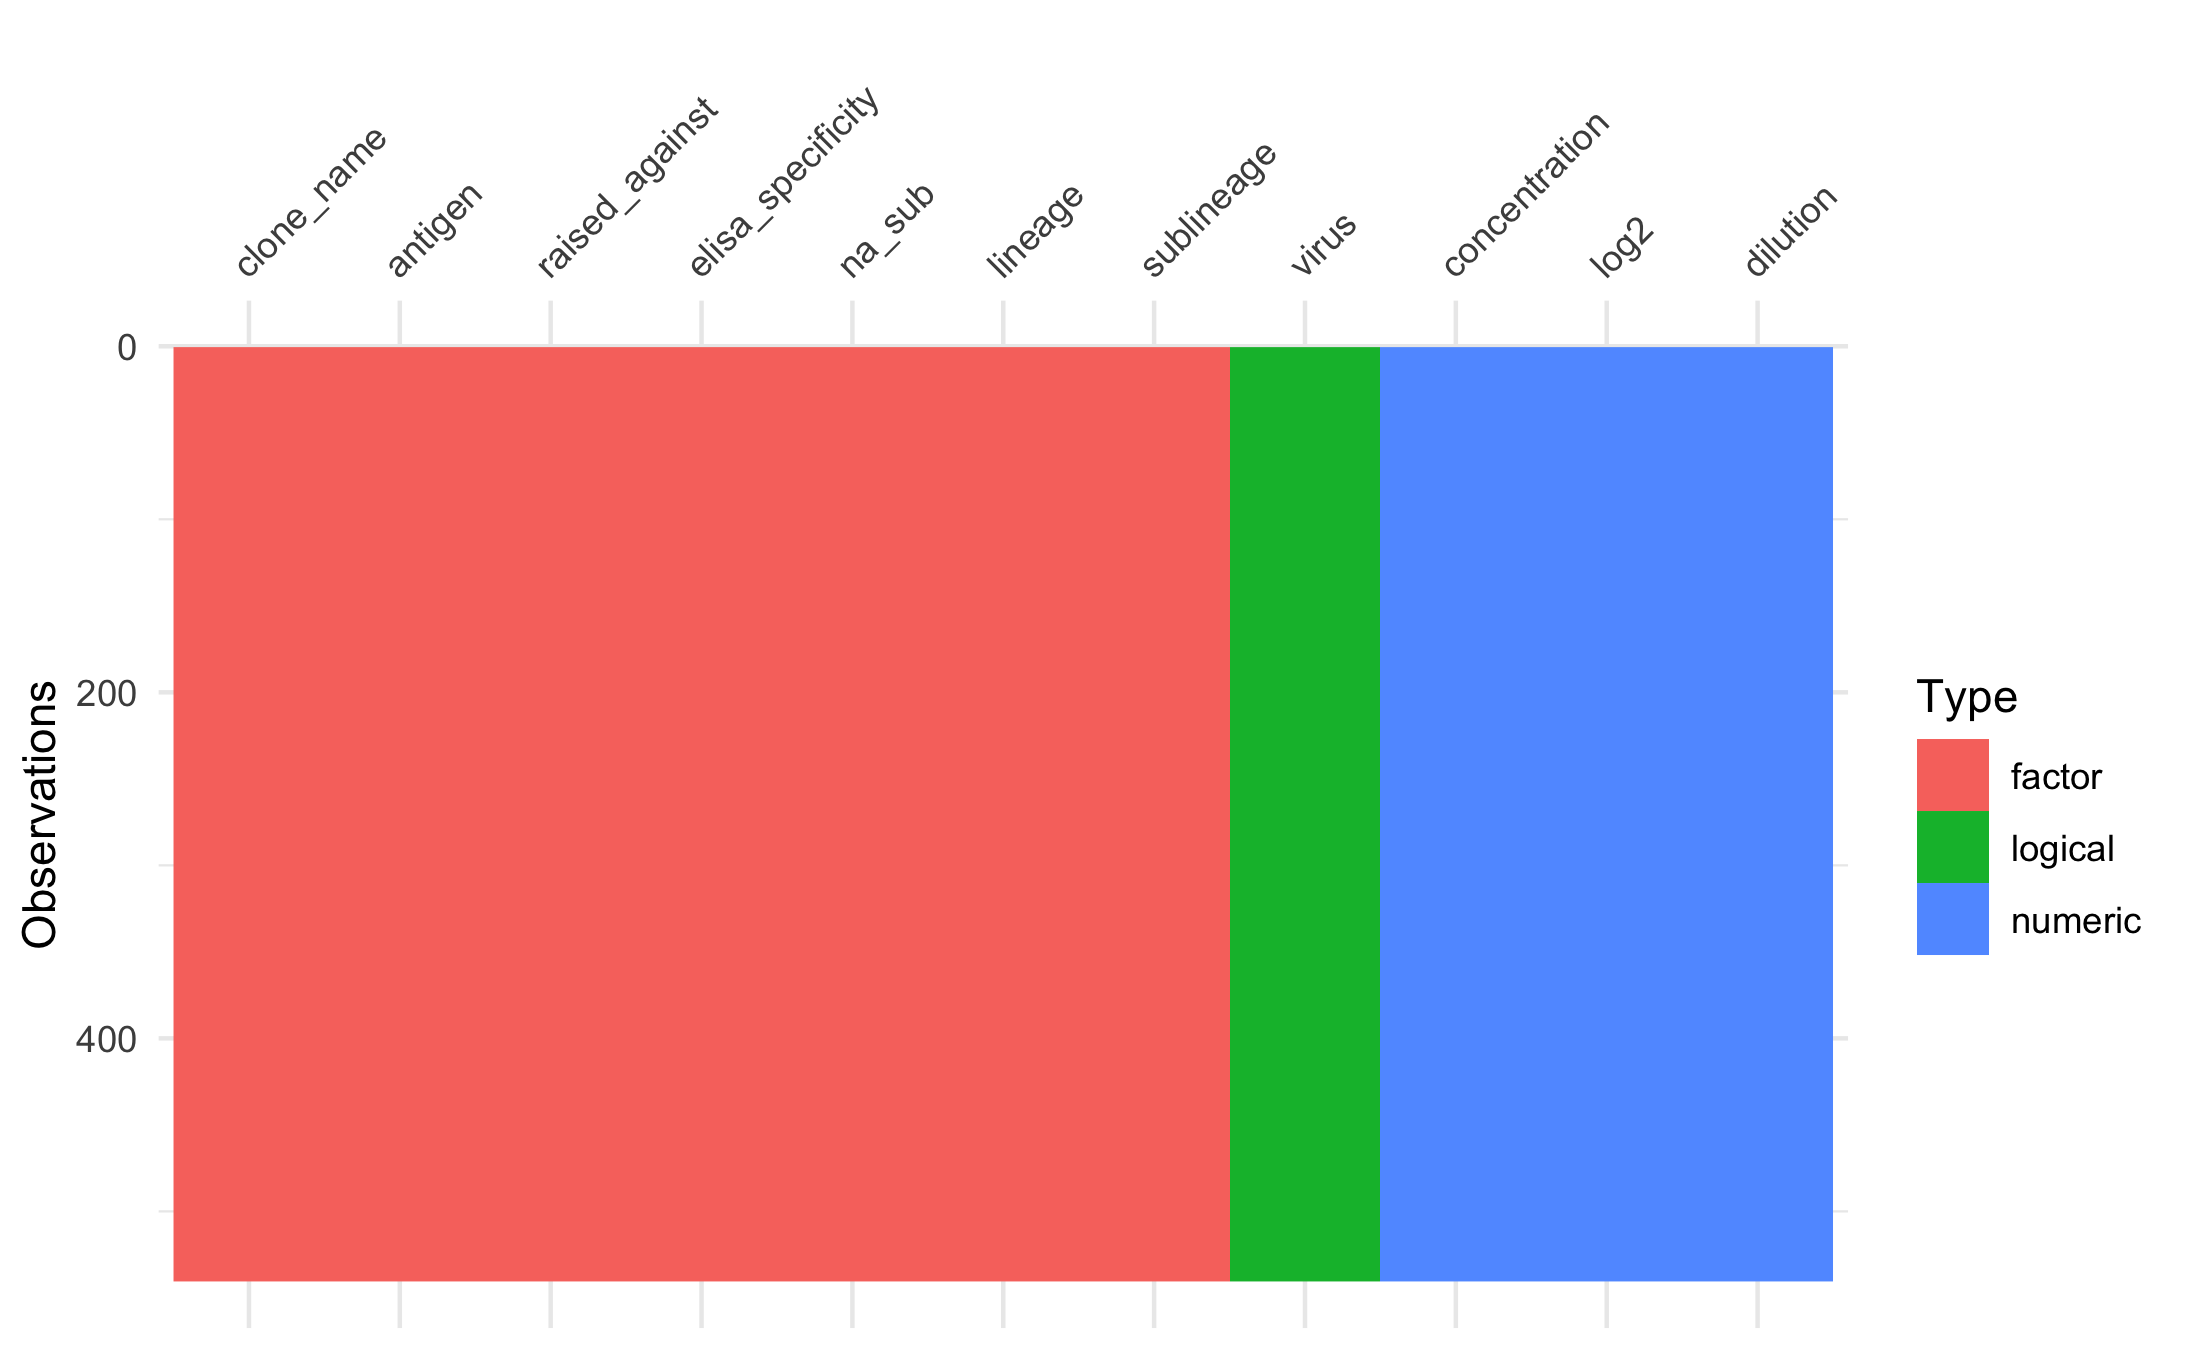 clone_name
antigen
raised_against
elisa_specificity
na_sub
lineage
sublineage
virus
concentration
log2
dilution
0
200
400
Observations
Type
factor
logical
numeric